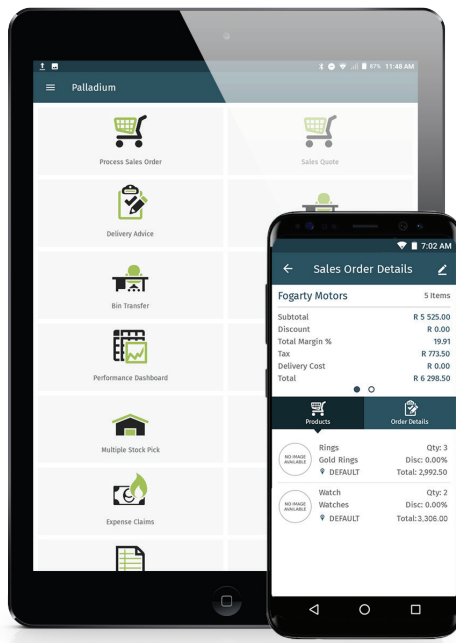 87% 11:48 AM
Palladium
Process Sales Order
Sales Quote
Delivery Advice
Bin Transfer
Performance Dashboard
Multiple Stock Pick
Expense Claims
7:02 AM
Sales Order Details
Fogarty Motors 5 Items
Subtotal R 5 525.00
Discount R 0.00
Total Margin % 19.91
Tax R 773.50
Delivery Cost R 0.00
Total R 6 298.50
Products Order Details
NO IMAGE
AVAILABLE
Rings Qty: 3
Gold Rings Disc: 0.00%
DEFAULT Total: 2,992.50
NO IMAGE
AVAILABLE
Watch Qty: 2
Watches Disc: 0.00%
DEFAULT Total: 3,306.00